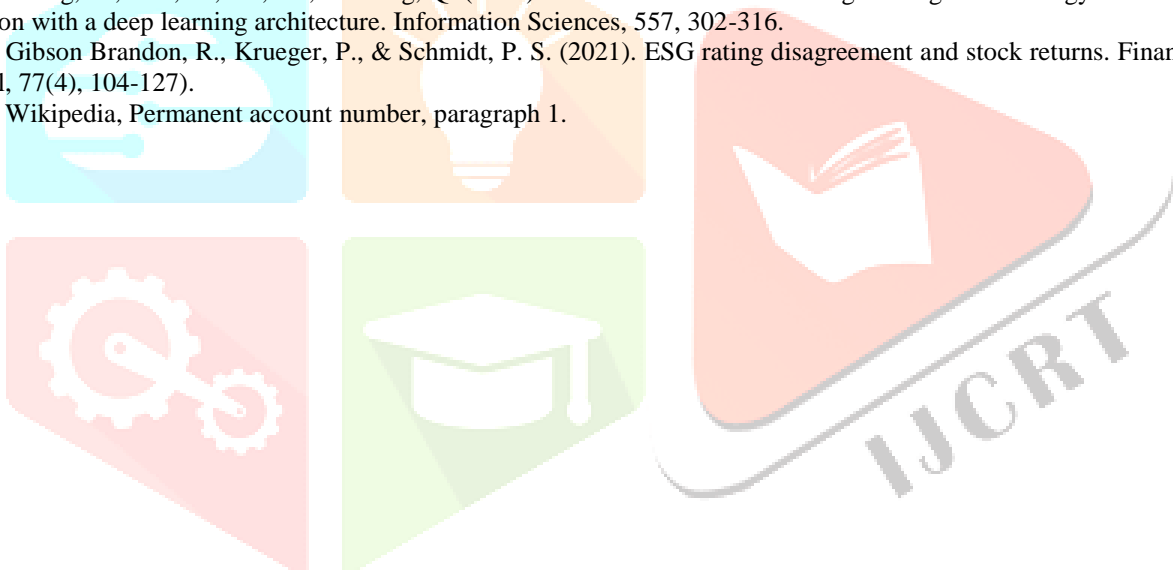 on with a deep learning architecture. Information Sciences, 557, 302-316.
Gibson Brandon, R., Krueger, P., & Schmidt, P. S. (2021). ESG rating disagreement and stock returns. Finan
l, 77(4), 104-127).
Wikipedia, Permanent account number, paragraph 1.
IJCRT